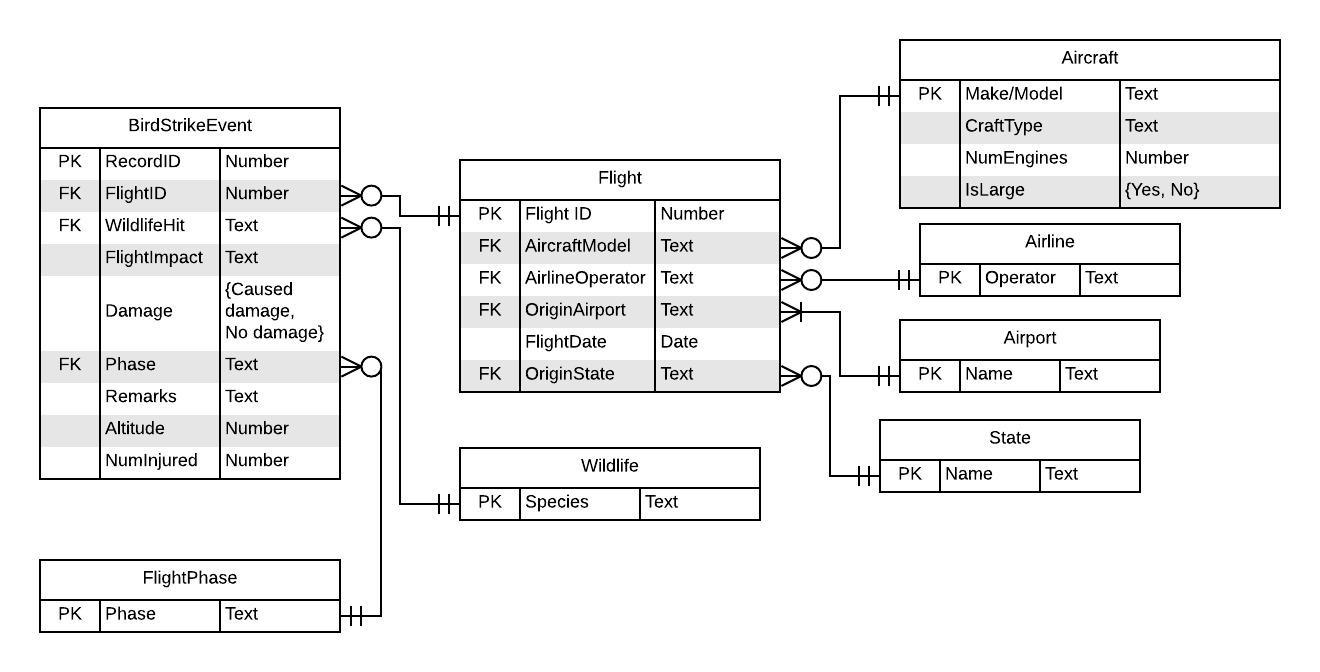 BirdStrikeEvent
PK RecordID Number
FK FlightID Number
FK WildlifeHit Text
FlightImpact Text
Damage {Caused
damage,
No damage}
FK Phase Text
Remarks Text
Altitude Number
NumInjured Number
FlightPhase
PK Phase Text
Flight
PK Flight ID Number
FK AircraftModel Text
FK AirlineOperator Text
FK OriginAirport Text
FlightDate Date
FK OriginState Text
Wildlife
PK Species Text
Aircraft
PK Make/Model Text
CraftType Text
NumEngines Number
IsLarge {Yes, No}
Airline
PK Operator Text
Airport
PK Name Text
State
PK Name Text